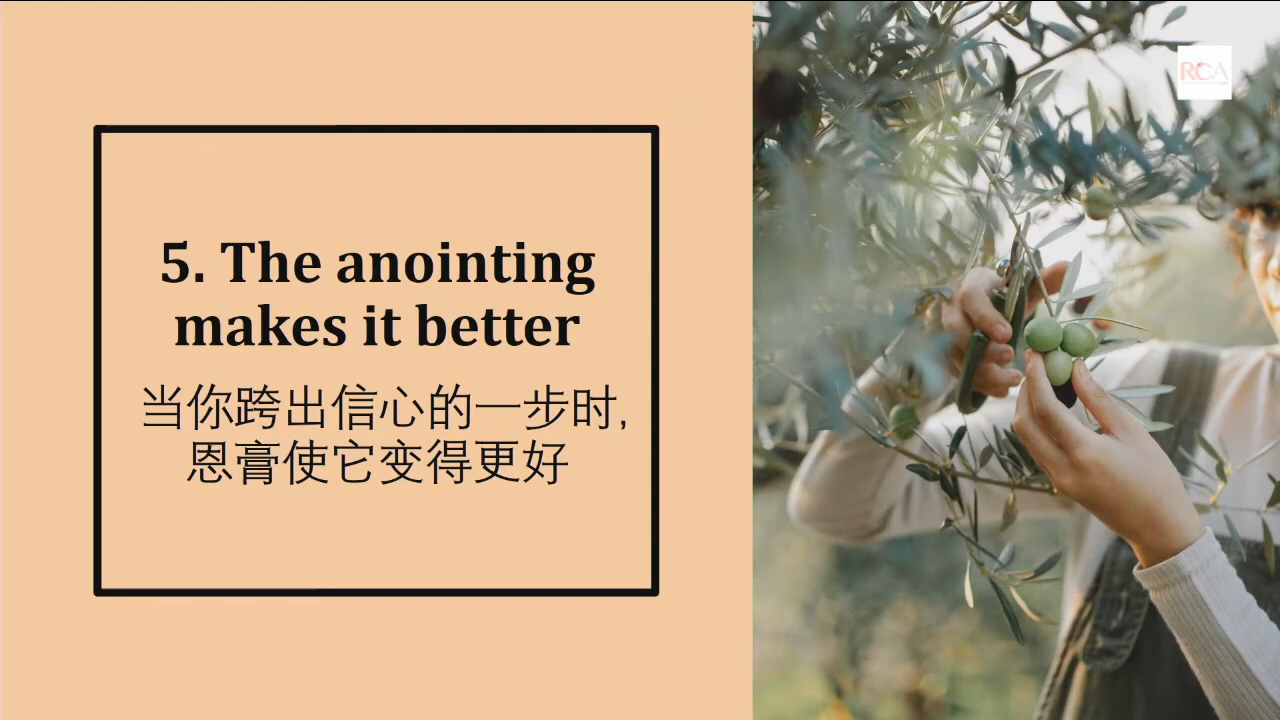 RCA
5. The anointing
makes it better
当你跨出信心的一步时,
恩膏使它变得更好